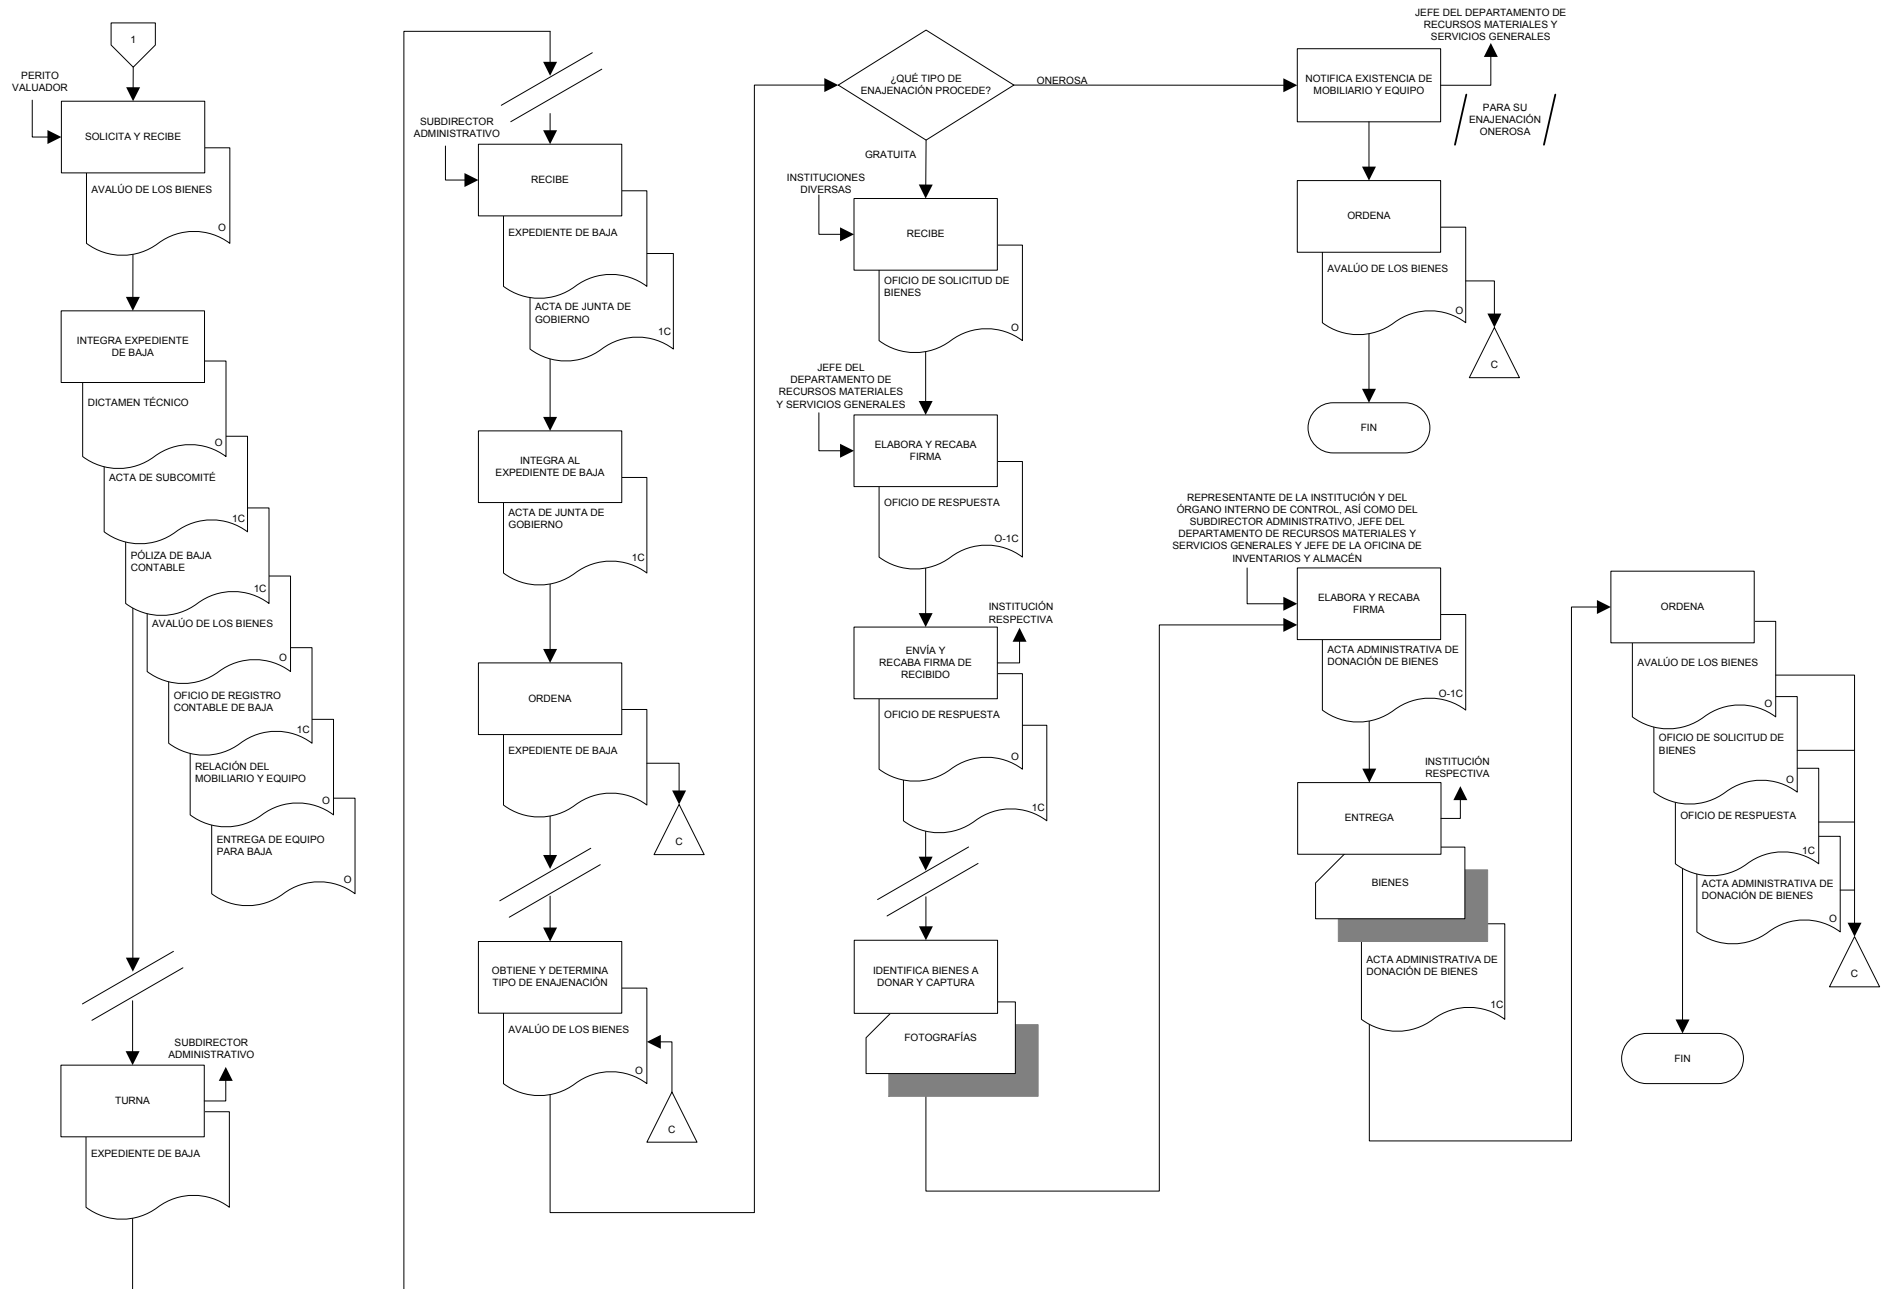 1
PERITO
VALUADOR
SOLICITA Y RECIBE
AVALÚO DE LOS BIENES
O
INTEGRA EXPEDIENTE
DE BAJA
DICTAMEN TÉCNICO
O
ACTA DE SUBCOMITÉ
1C
PÓLIZA DE BAJA
CONTABLE
1C
AVALÚO DE LOS BIENES
O
OFICIO DE REGISTRO
CONTABLE DE BAJA
1C
RELACIÓN DEL
MOBILIARIO Y EQUIPO
O
ENTREGA DE EQUIPO
PARA BAJA
O
SUBDIRECTOR
ADMINISTRATIVO
TURNA
EXPEDIENTE DE BAJA
SUBDIRECTOR
ADMINISTRATIVO
RECIBE
EXPEDIENTE DE BAJA
ACTA DE JUNTA DE
GOBIERNO
1C
INTEGRA AL
EXPEDIENTE DE BAJA
ACTA DE JUNTA DE
GOBIERNO
1C
ORDENA
EXPEDIENTE DE BAJA
C
OBTIENE Y DETERMINA
TIPO DE ENAJENACIÓN
AVALÚO DE LOS BIENES
O
C
¿QUÉ TIPO DE
ENAJENACIÓN PROCEDE?
ONEROSA
GRATUITA
INSTITUCIONES
DIVERSAS
RECIBE
OFICIO DE SOLICITUD DE
BIENES
O
JEFE DEL
DEPARTAMENTO DE
RECURSOS MATERIALES
Y SERVICIOS GENERALES
ELABORA Y RECABA
FIRMA
OFICIO DE RESPUESTA
O-1C
INSTITUCIÓN
RESPECTIVA
ENVÍA Y
RECABA FIRMA DE
RECIBIDO
OFICIO DE RESPUESTA
O
1C
IDENTIFICA BIENES A
DONAR Y CAPTURA
FOTOGRAFÍAS
JEFE DEL DEPARTAMENTO DE
RECURSOS MATERIALES Y
SERVICIOS GENERALES
NOTIFICA EXISTENCIA DE
MOBILIARIO Y EQUIPO
PARA SU
ENAJENACIÓN
ONEROSA
ORDENA
AVALÚO DE LOS BIENES
O
C
FIN
REPRESENTANTE DE LA INSTITUCIÓN Y DEL
ÓRGANO INTERNO DE CONTROL, ASÍ COMO DEL
SUBDIRECTOR ADMINISTRATIVO, JEFE DEL
DEPARTAMENTO DE RECURSOS MATERIALES Y
SERVICIOS GENERALES Y JEFE DE LA OFICINA DE
INVENTARIOS Y ALMACÉN
ELABORA Y RECABA
FIRMA
ACTA ADMINISTRATIVA DE
DONACIÓN DE BIENES
O-1C
INSTITUCIÓN
RESPECTIVA
ENTREGA
BIENES
ACTA ADMINISTRATIVA DE
DONACIÓN DE BIENES
1C
ORDENA
AVALÚO DE LOS BIENES
O
OFICIO DE SOLICITUD DE
BIENES
O
OFICIO DE RESPUESTA
1C
ACTA ADMINISTRATIVA DE
DONACIÓN DE BIENES
O
C
FIN